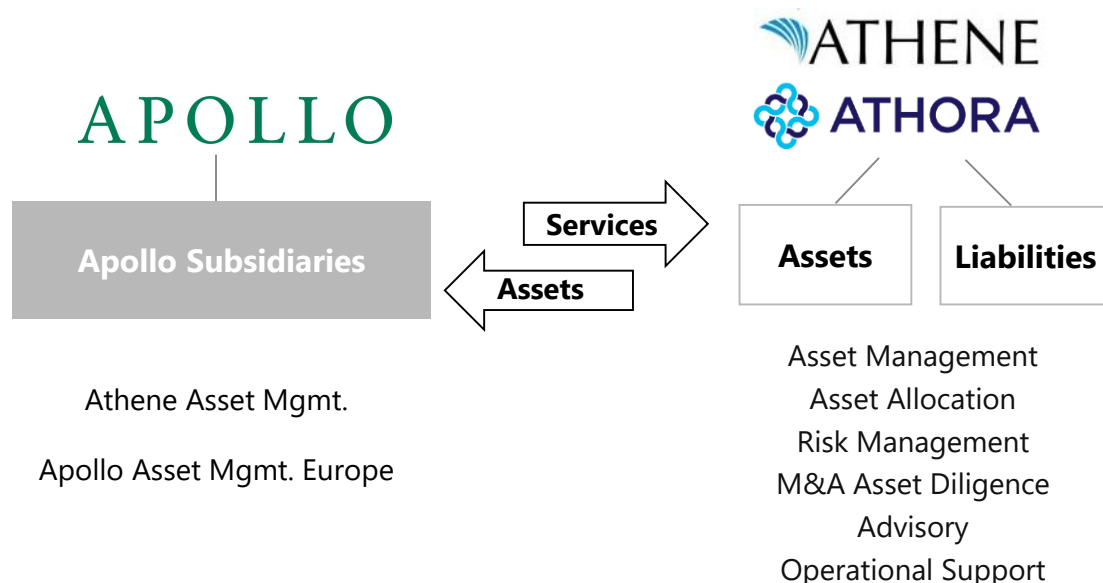 ATHENE
APOLLO
ATHORA
Services
Apollo Subsidiaries
Assets
Assets
Liabilities
Athene Asset Mgmt.
Apollo Asset Mgmt. Europe
Asset Management
Asset Allocation
Risk Management
M&A Asset Diligence
Advisory
Operational Support